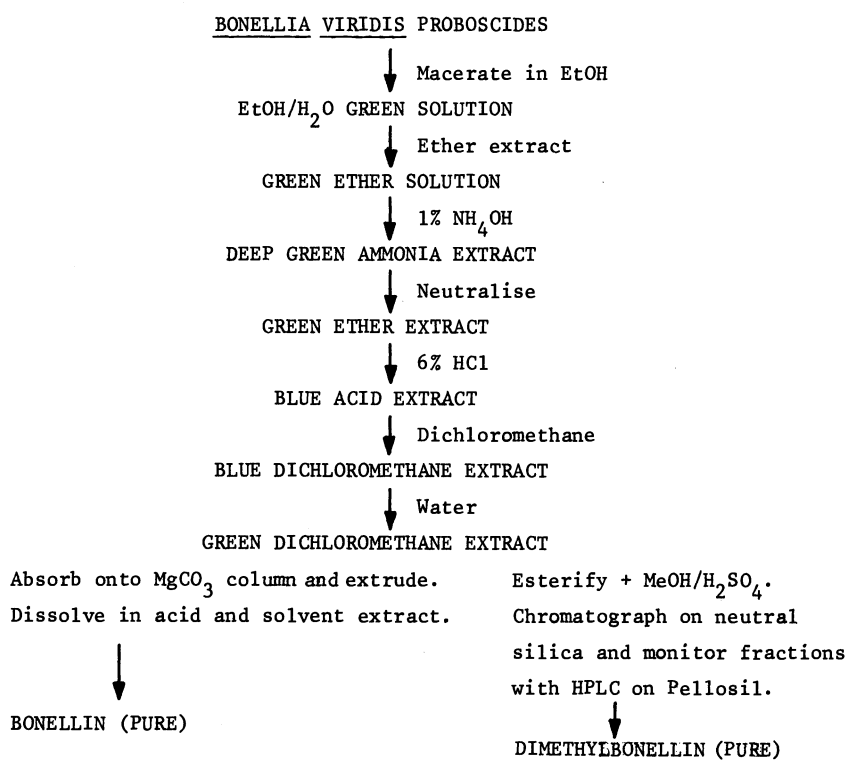 BONELLIA VIRIDIS PROBOSCIDES
Macerate in EtOH
EtOH/H2O GREEN SOLUTION
Ether extract
GREEN ETHER SOLUTION
1% NH4OH
DEEP GREEN AMMONIA EXTRACT
Neutralise
GREEN ETHER EXTRACT
6% HCl
BLUE ACID EXTRACT
Dichloromethane
BLUE DICHLOROMETHANE EXTRACT
Water
GREEN DICHLOROMETHANE EXTRACT
Absorb onto MgCO3 column and extrude.
Dissolve in acid and solvent extract.
BONELLIN (PURE)
Esterify + MeOH/H2SO4.
Chromatograph on neutral
silica and monitor fractions
with HPLC on Pellosil.
DIMETHYLBONELLIN (PURE)